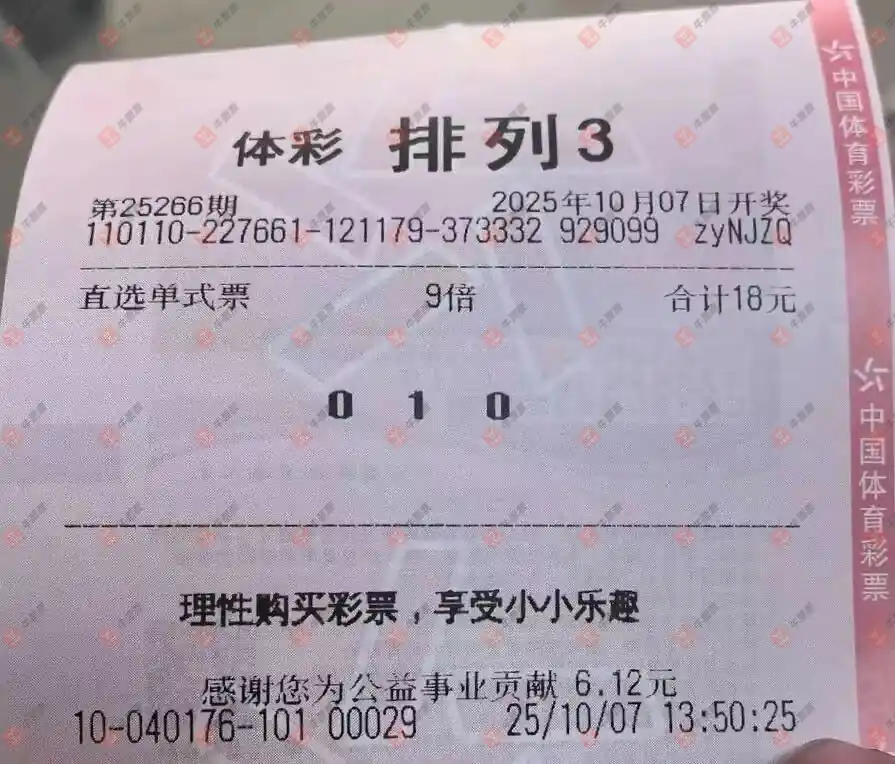 体彩 排列3
第25266期 2025年10月07日开奖
110110-227661-121179-373332 929099 zyNJZQ
直选单式票 9倍 合计18元
0 1 0
理性购买彩票，享受小小乐趣
感谢您为公益事业贡献 6.12元
10-040176-101 00029 25/10/07 13:50:25
中国体育彩票
中国体育彩票